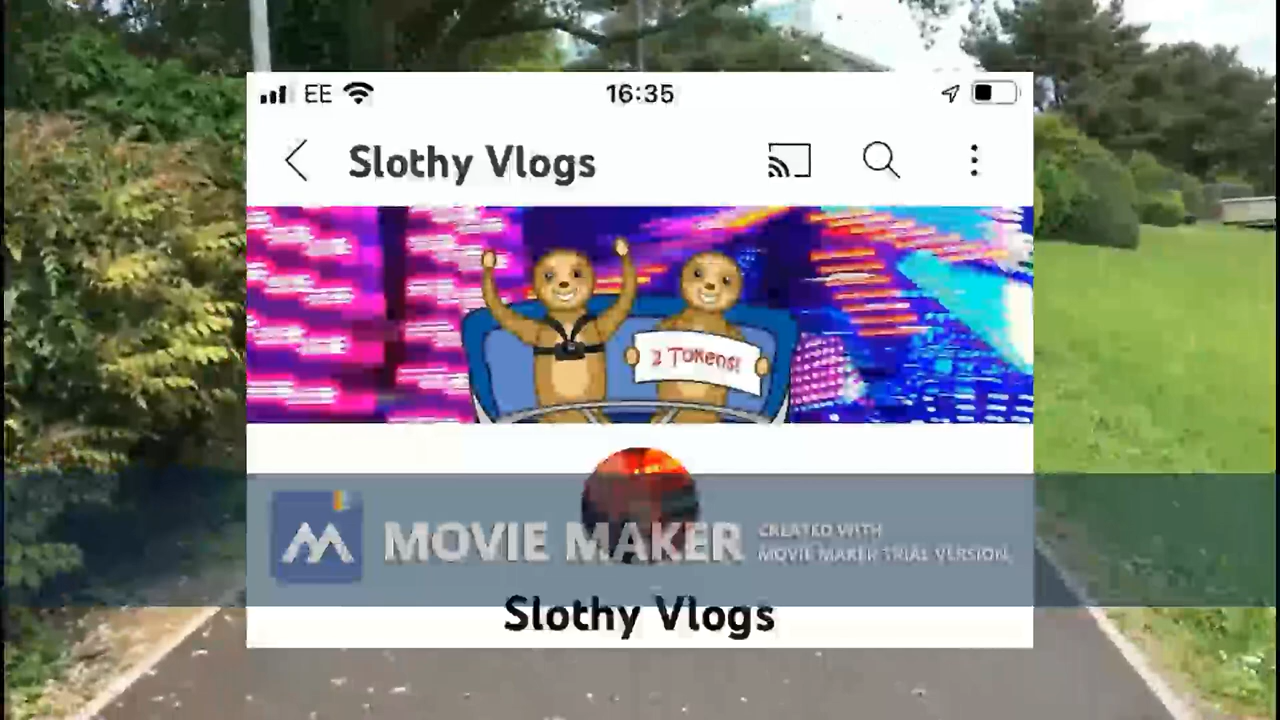 EE 16:35
Slothy Vlogs
2 Tokens!
MOVIE MAKER
CREATED WITH
MOVIE MAKER TRIAL VERSION.
Slothy Vlogs